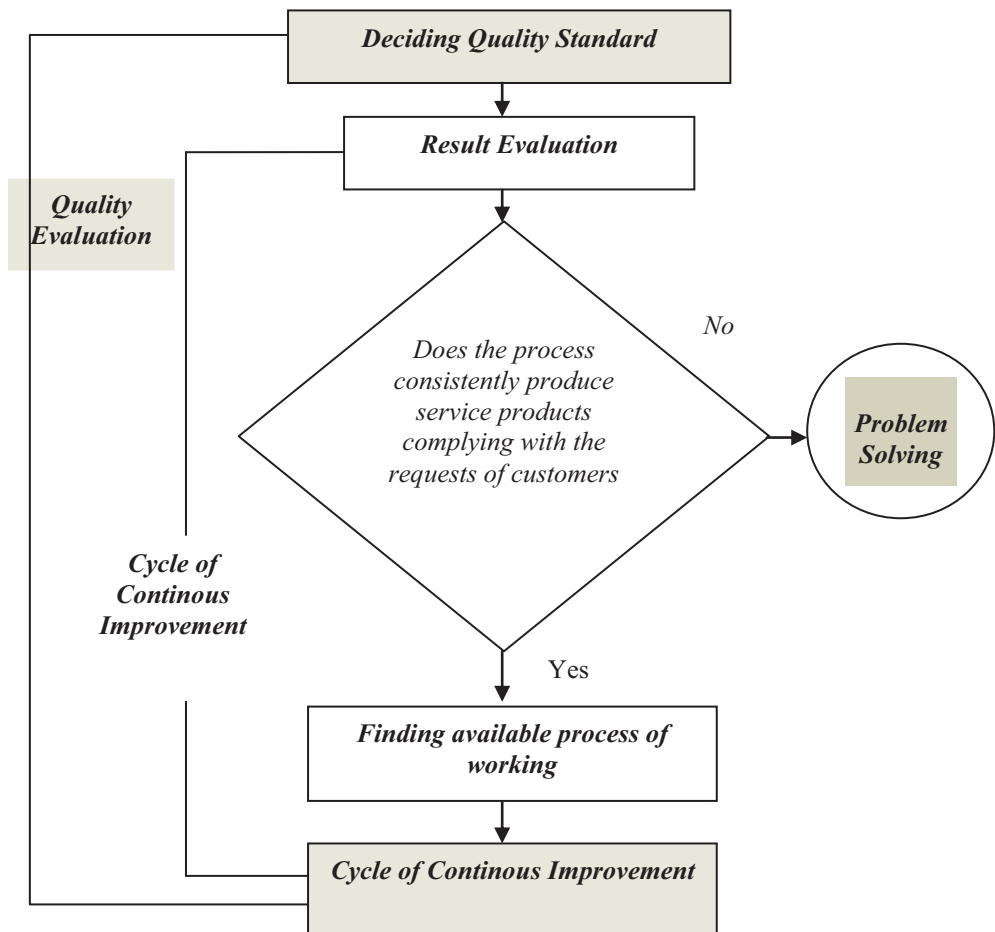 Deciding Quality Standard
Result Evaluation
Quality
Evaluation
No
Does the process
consistently produce
service products
complying with the
requests of customers
Problem
Solving
Cycle of
Continous
Improvement
Yes
Finding available process of
working
Cycle of Continous Improvement